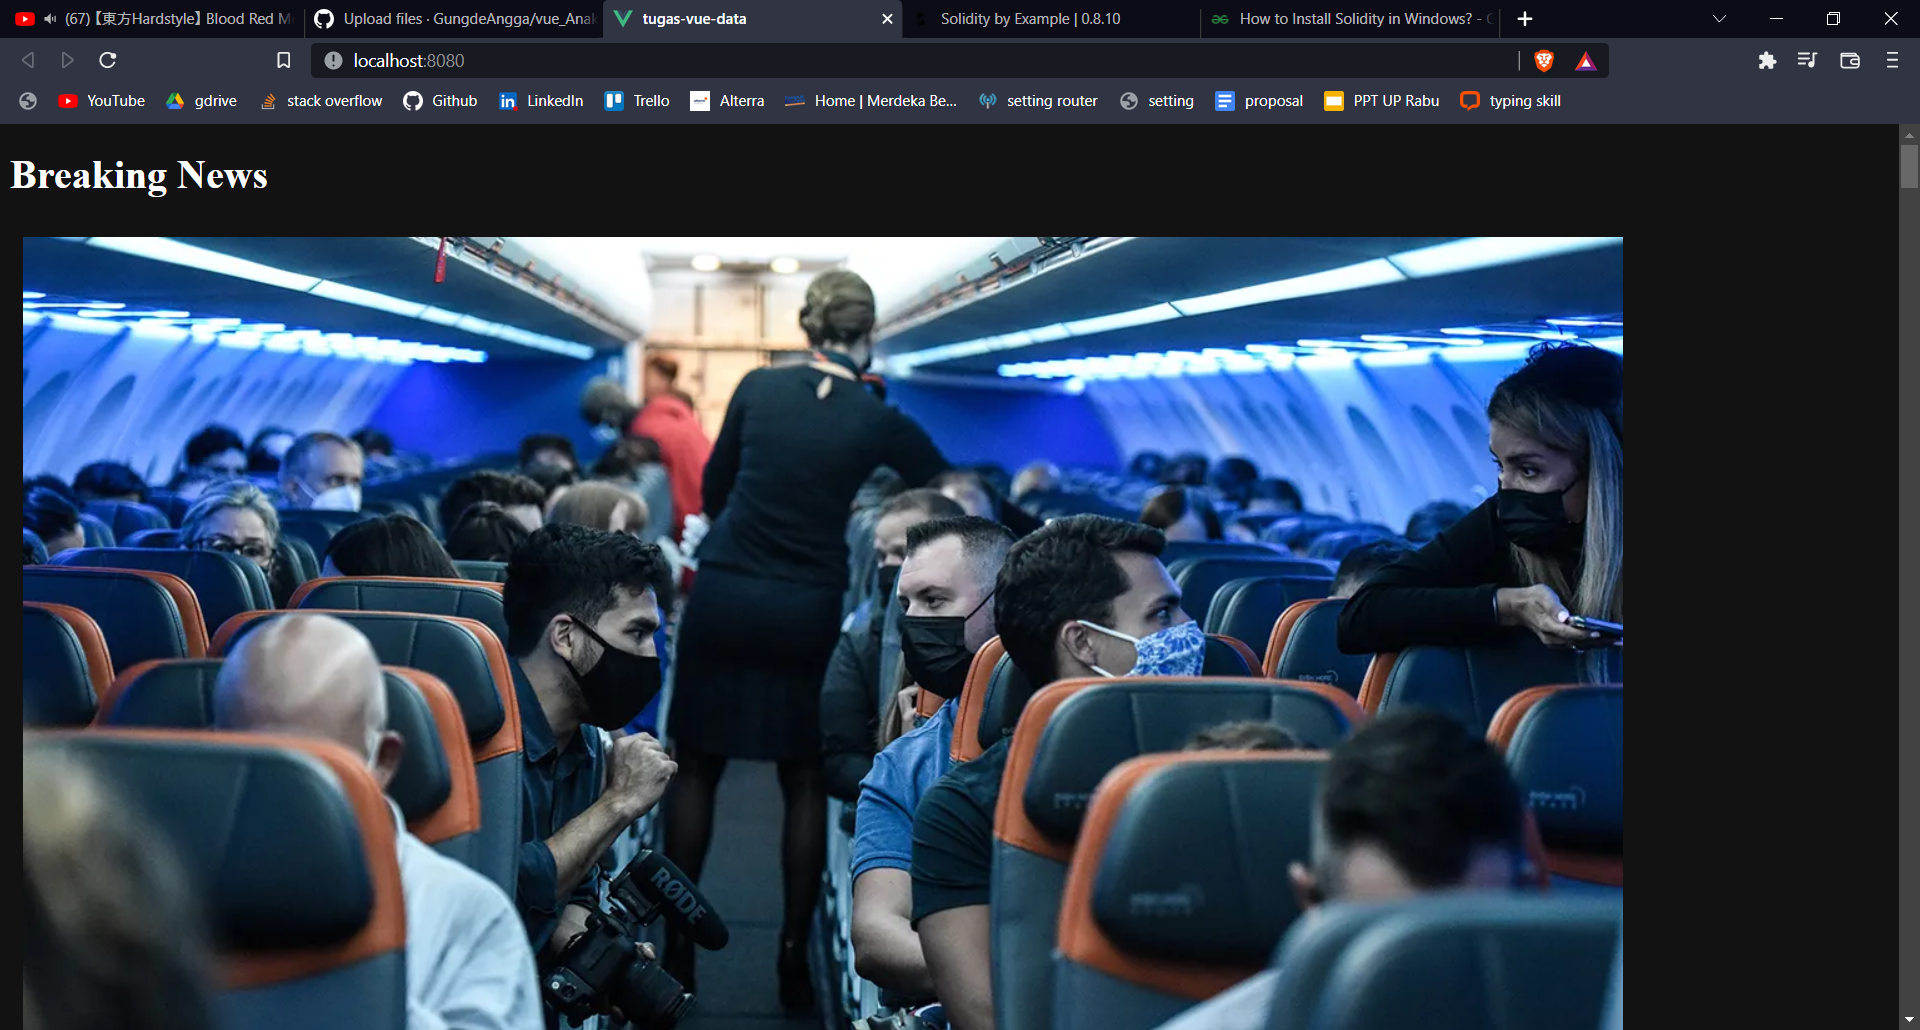 (67)【東方Hardstyle】Blood Red M
Upload files · GungdeAngga/vue_Anak
tugas-vue-data
Solidity by Example | 0.8.10
How to Install Solidity in Windows? -
localhost:8080
YouTube
gdrive
stack overflow
Github
LinkedIn
Trello
Alterra
Home | Merdeka Be...
setting router
setting
proposal
PPT UP Rabu
typing skill
Breaking News
RØDE